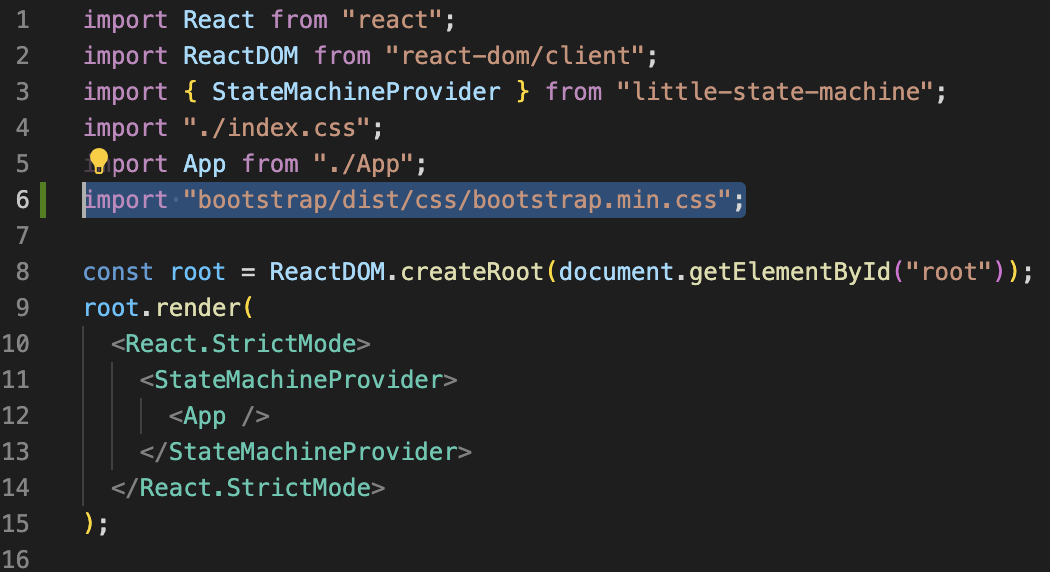 1 import React from "react";
2 import ReactDOM from "react-dom/client";
3 import { StateMachineProvider } from "little-state-machine";
4 import "./index.css";
5 import App from "./App";
6 import "bootstrap/dist/css/bootstrap.min.css";
7
8 const root = ReactDOM.createRoot(document.getElementById("root"));
9 root.render(
10 <React.StrictMode>
11 <StateMachineProvider>
12 <App />
13 </StateMachineProvider>
14 </React.StrictMode>
15 );
16